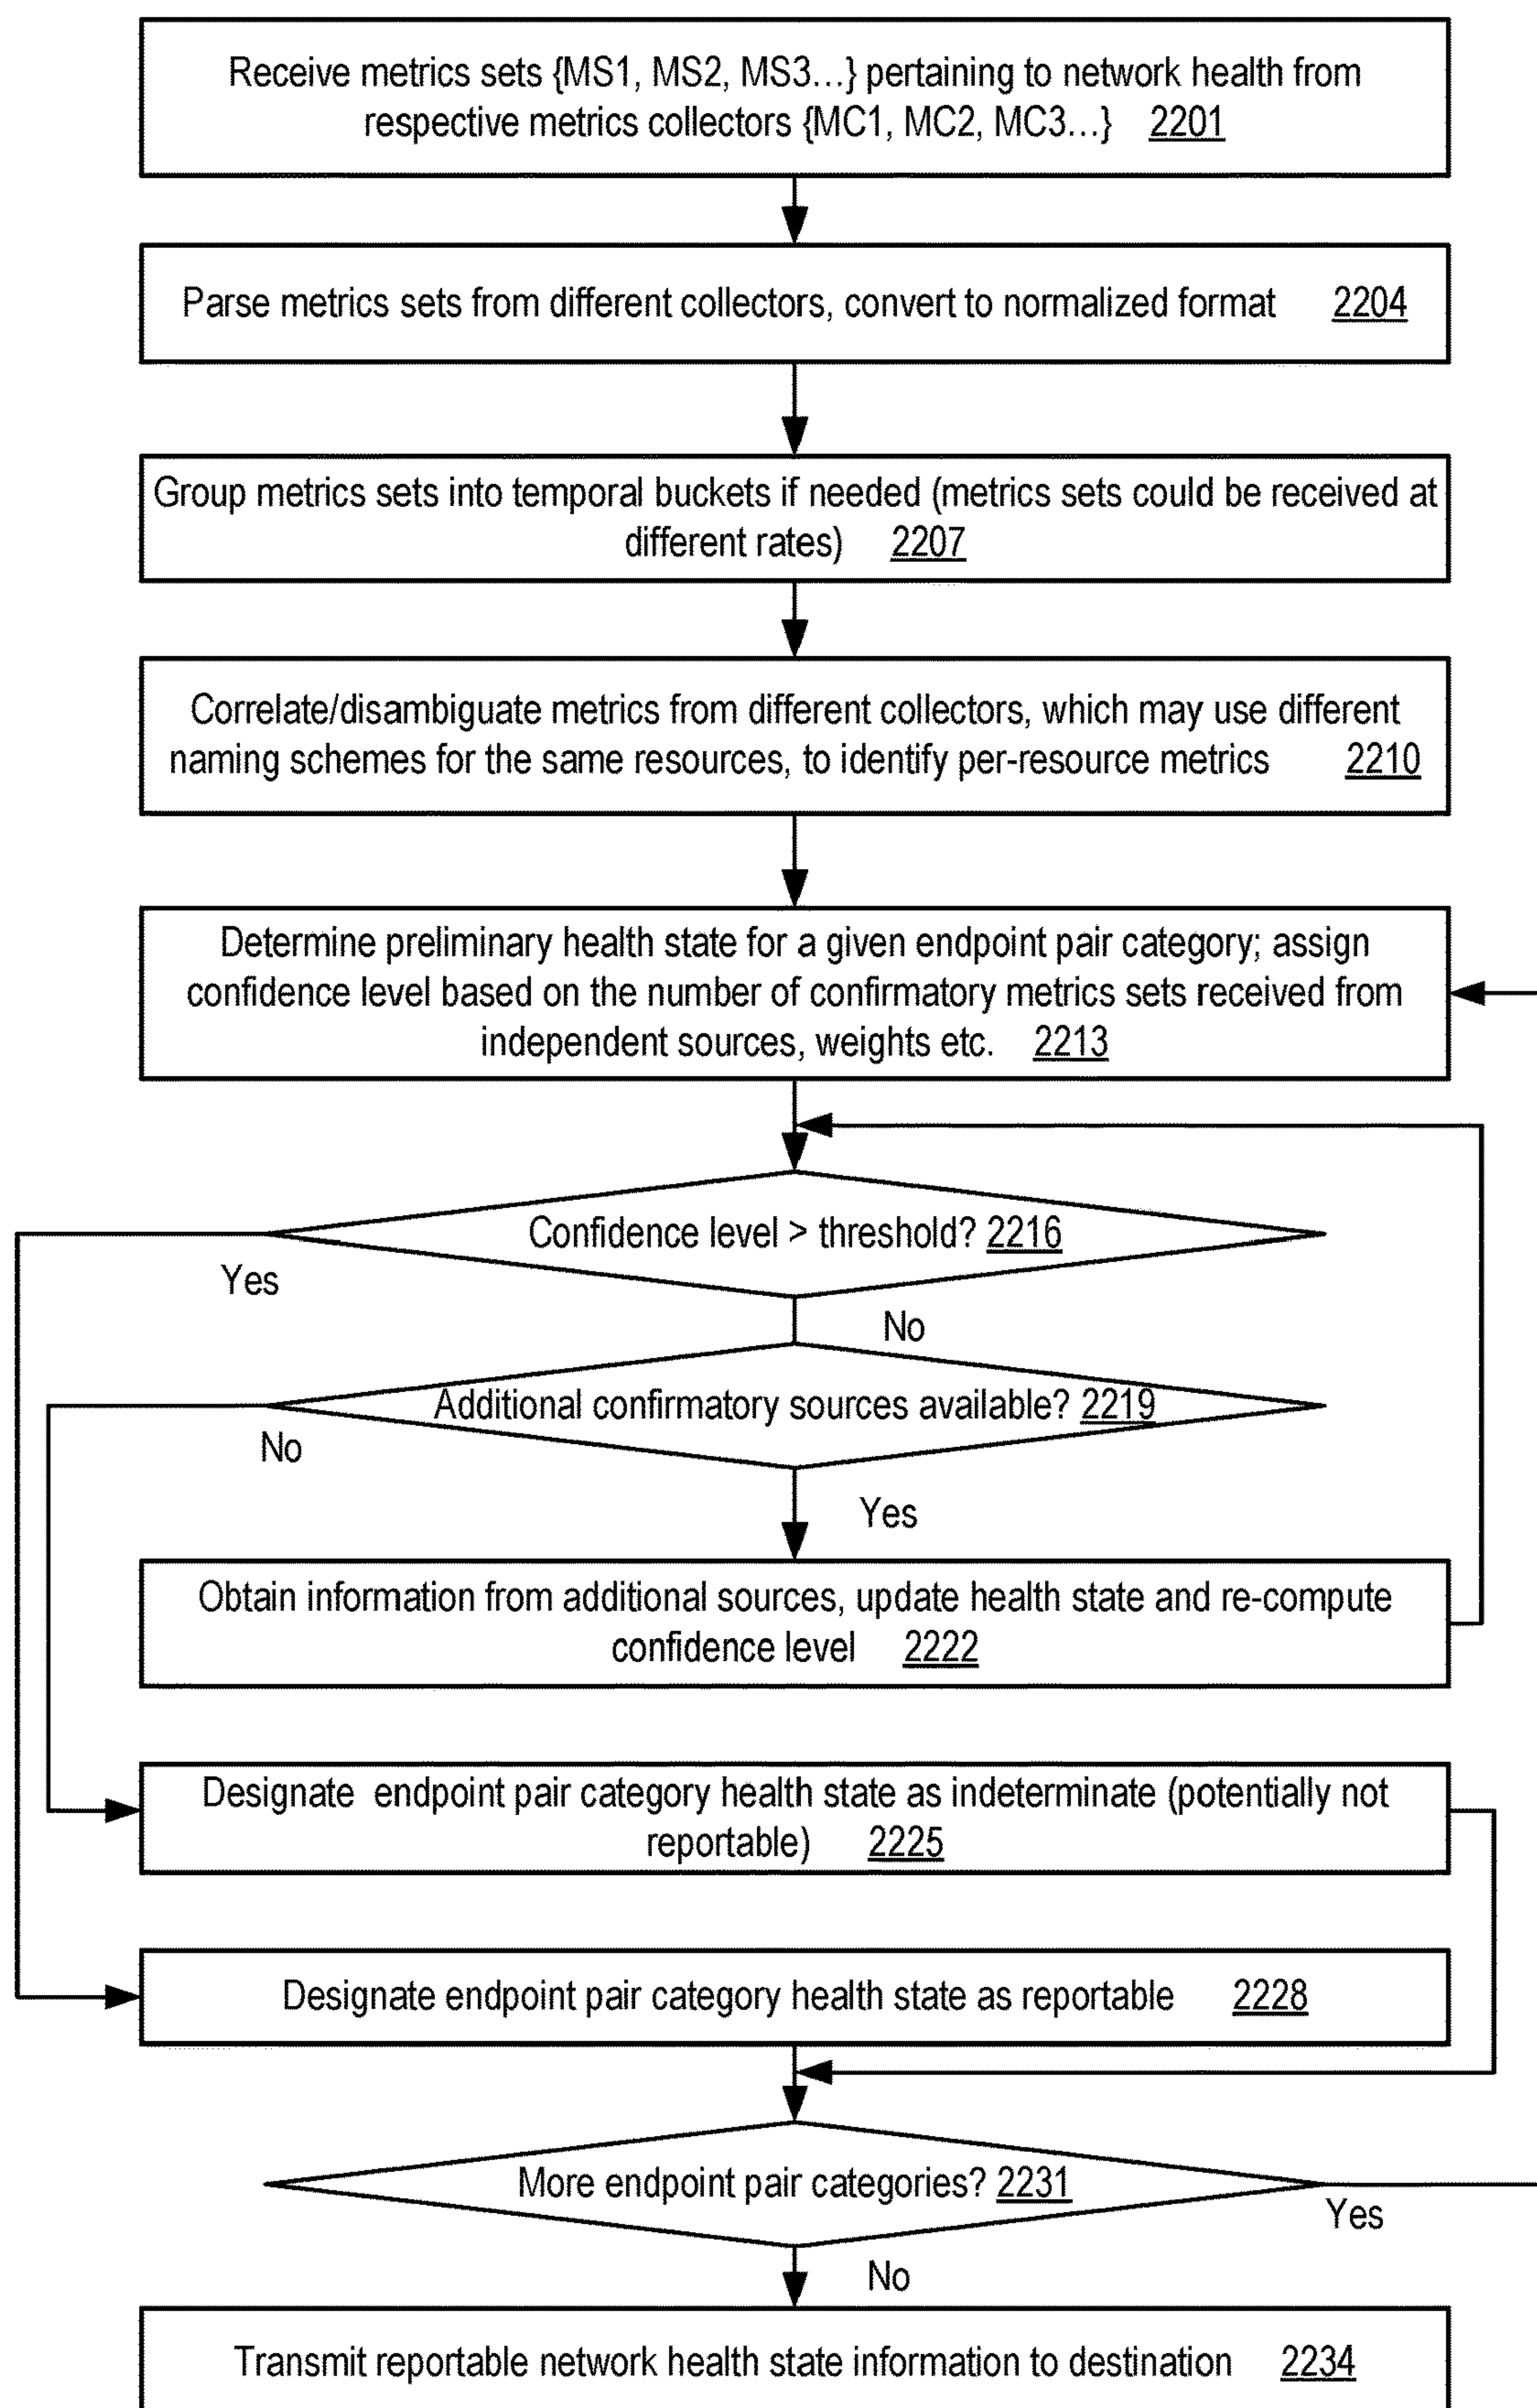 Receive metrics sets {MS1, MS2, MS3...} pertaining to network health from
respective metrics collectors {MC1, MC2, MC3...} 2201
Parse metrics sets from different collectors, convert to normalized format 2204
Group metrics sets into temporal buckets if needed (metrics sets could be received at
different rates) 2207
Correlate/disambiguate metrics from different collectors, which may use different
naming schemes for the same resources, to identify per-resource metrics 2210
Determine preliminary health state for a given endpoint pair category; assign
confidence level based on the number of confirmatory metrics sets received from
independent sources, weights etc. 2213
Confidence level > threshold? 2216
Yes
No
Additional confirmatory sources available? 2219
No
Yes
Obtain information from additional sources, update health state and re-compute
confidence level 2222
Designate endpoint pair category health state as indeterminate (potentially not
reportable) 2225
Designate endpoint pair category health state as reportable 2228
More endpoint pair categories? 2231
Yes
No
Transmit reportable network health state information to destination 2234